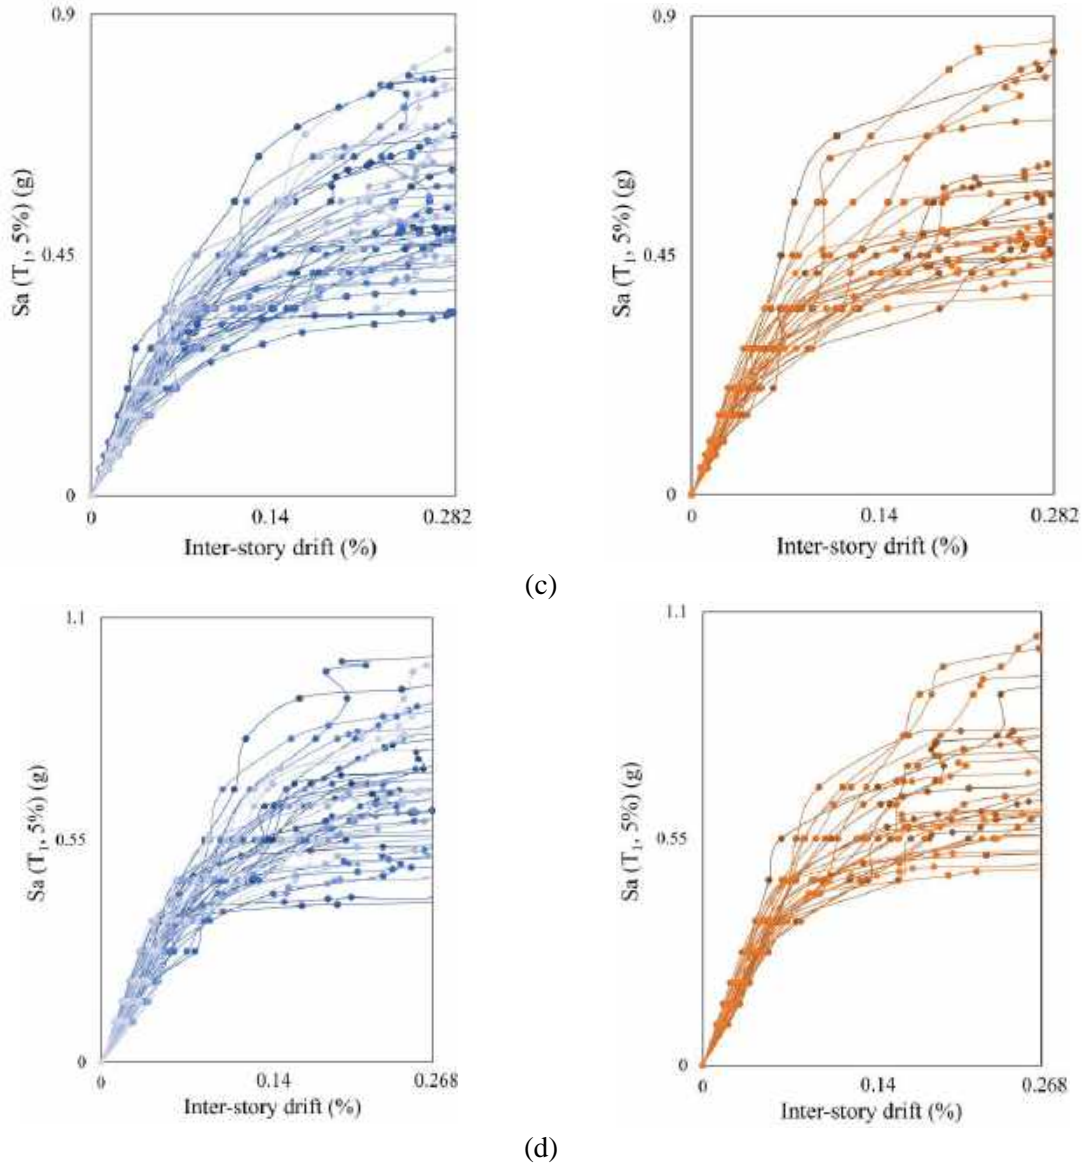 0.9
Sa (T1, 5%) (g)
0.45
0
0
0.14
0.282
Inter-story drift (%)
0.9
Sa (T1, 5%) (g)
0.45
0
0
0.14
0.282
Inter-story drift (%)
(c)
1.1
Sa (T1, 5%) (g)
0.55
0
0
0.14
0.268
Inter-story drift (%)
1.1
Sa (T1, 5%) (g)
0.55
0
0
0.14
0.268
Inter-story drift (%)
(d)